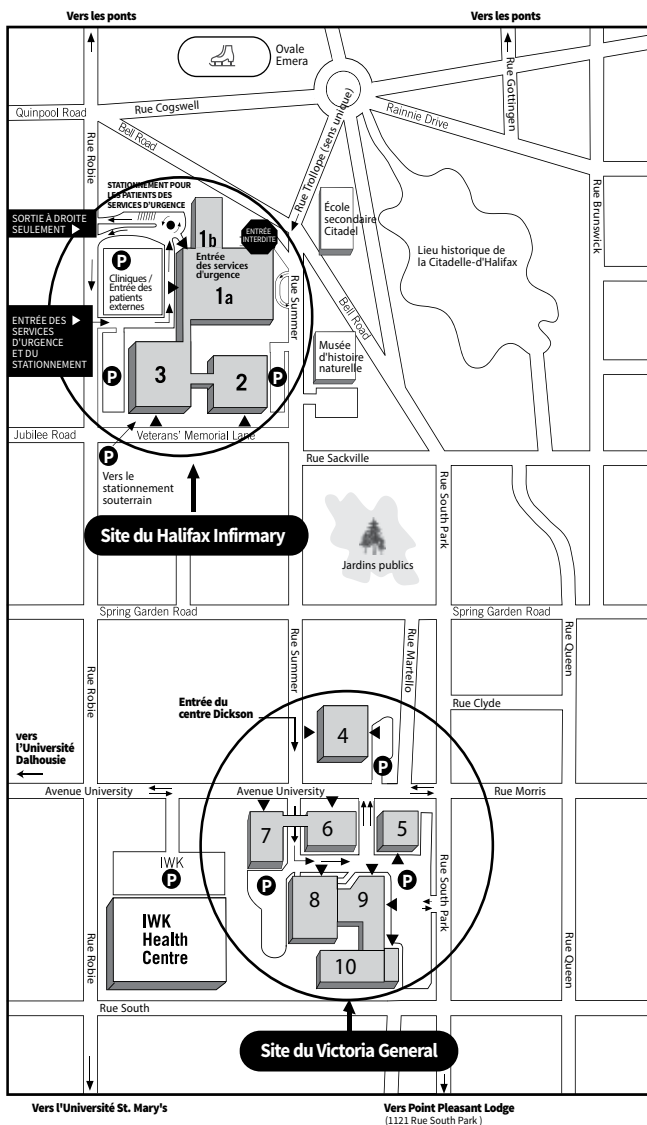 Vers les ponts
Vers les ponts
Ovale
Emera
Rue Gottingen
Quinpool Road
Rue Cogswell
Rainnie Drive
Bell Road
Rue Trollope (sens unique)
Rue Robie
Rue Brunswick
STATIONNEMENT POUR
LES PATIENTS DES
SERVICES D'URGENCE
SORTIE À DROITE
SEULEMENT
1b
ENTRÉE
INTERDITE
École
secondaire
Citadel
Entrée
des services
d'urgence
1a
P
Cliniques /
Entrée des
patients
externes
Lieu historique de
la Citadelle-d'Halifax
Rue Summer
Bell Road
ENTRÉE DES
SERVICES
D'URGENCE
ET DU
STATIONNEMENT
Musée
d'histoire
naturelle
P
3
2
P
Jubilee Road
Veterans' Memorial Lane
P
Vers le
stationnement
souterrain
Rue Sackville
Rue South Park
Site du Halifax Infirmary
Jardins publics
Spring Garden Road
Spring Garden Road
Rue Robie
Rue Summer
Rue Martello
Rue Queen
Entrée du
centre Dickson
Rue Clyde
4
P
vers
l'Université
Dalhousie
Avenue University
Avenue University
Rue Morris
7
6
5
IWK
P
P
P
8
9
Rue South Park
IWK
Health
Centre
Rue Robie
Rue Queen
10
Rue South
Site du Victoria General
Vers l'Université St. Mary's
Vers Point Pleasant Lodge
(1121 Rue South Park )